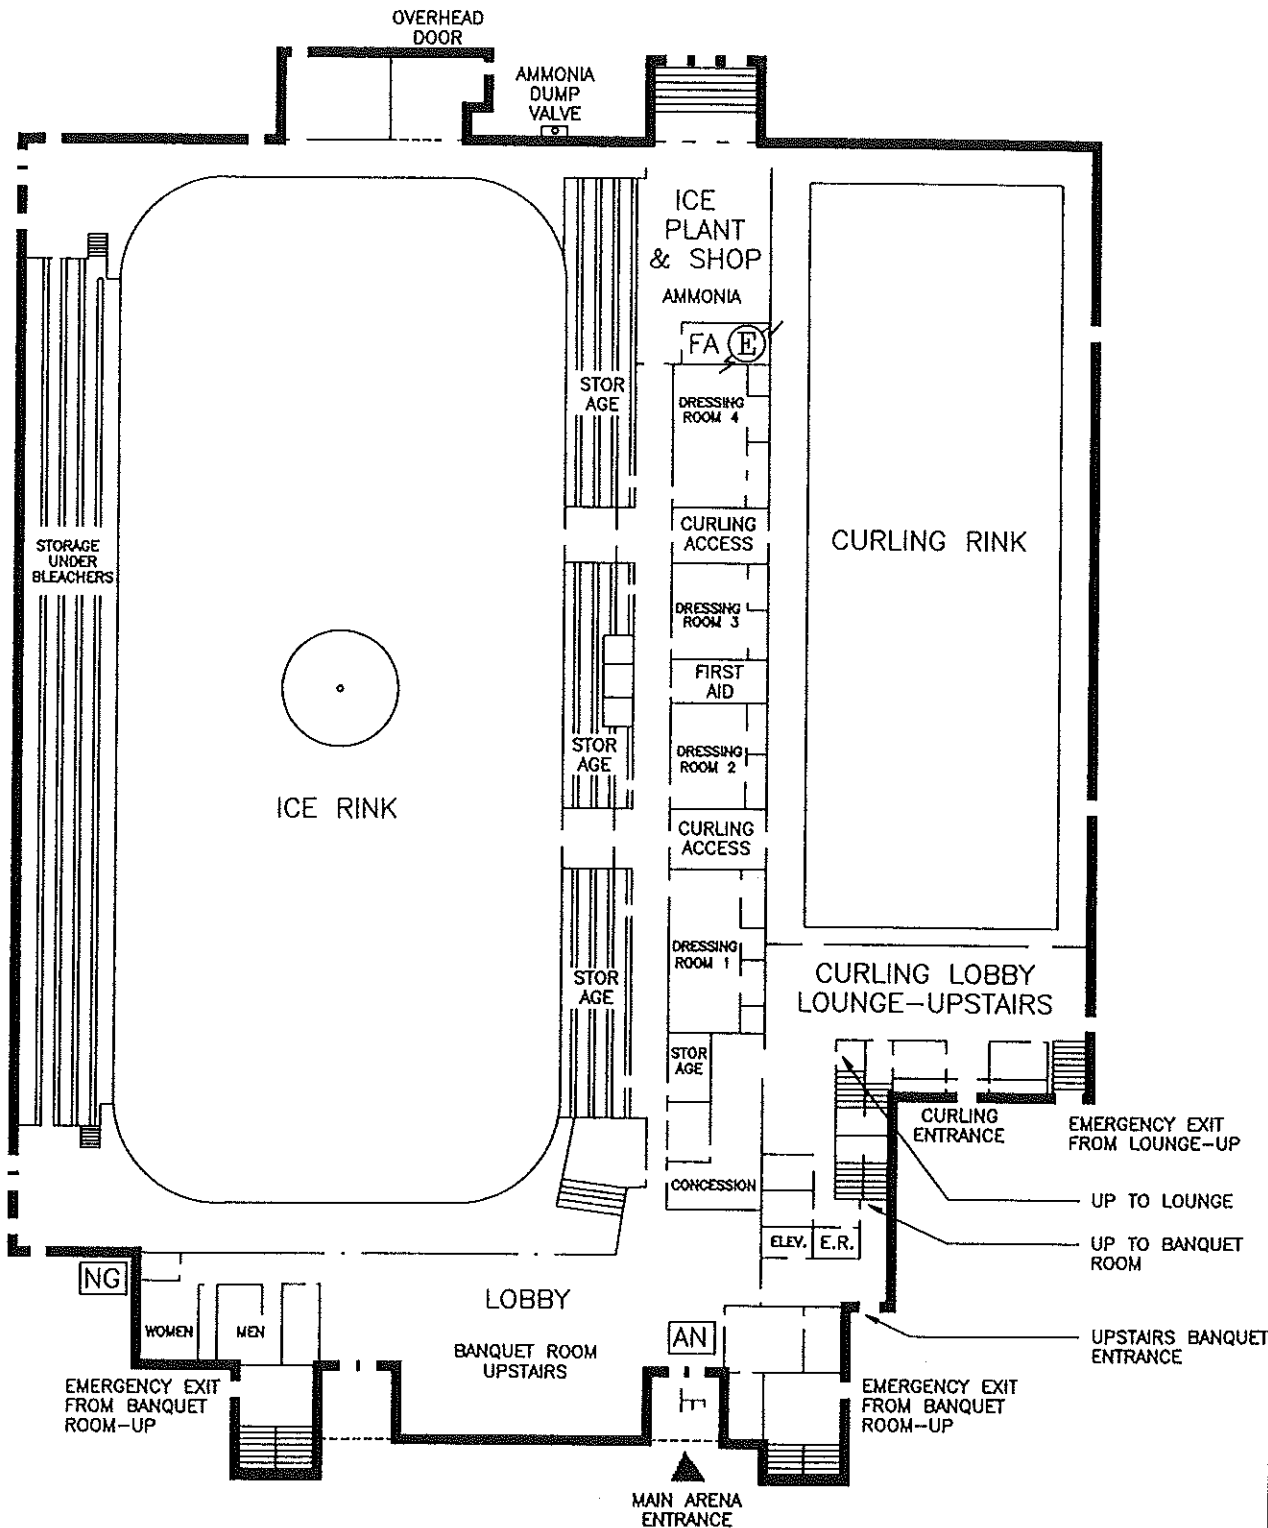 OVERHEAD
DOOR
AMMONIA
DUMP
VALVE
ICE
PLANT
& SHOP
AMMONIA
FA E
STOR
AGE
DRESSING
ROOM 4
CURLING
ACCESS
CURLING RINK
STORAGE
UNDER
BLEACHERS
DRESSING
ROOM 3
FIRST
AID
STOR
AGE
DRESSING
ROOM 2
ICE RINK
CURLING
ACCESS
DRESSING
ROOM 1
STOR
AGE
CURLING LOBBY
LOUNGE-UPSTAIRS
STOR
AGE
CURLING
ENTRANCE
EMERGENCY EXIT
FROM LOUNGE-UP
CONCESSION
UP TO LOUNGE
ELEV.
E.R.
UP TO BANQUET
ROOM
NG
LOBBY
WOMEN
MEN
AN
BANQUET ROOM
UPSTAIRS
UPSTAIRS BANQUET
ENTRANCE
EMERGENCY EXIT
FROM BANQUET
ROOM-UP
EMERGENCY EXIT
FROM BANQUET
ROOM-UP
MAIN ARENA
ENTRANCE